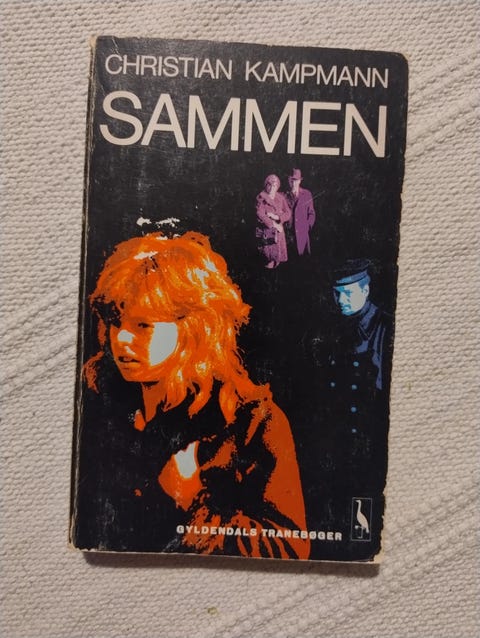 CHRISTIAN KAMPMANN
SAMMEN
GYLDENDALS TRANEBØGER